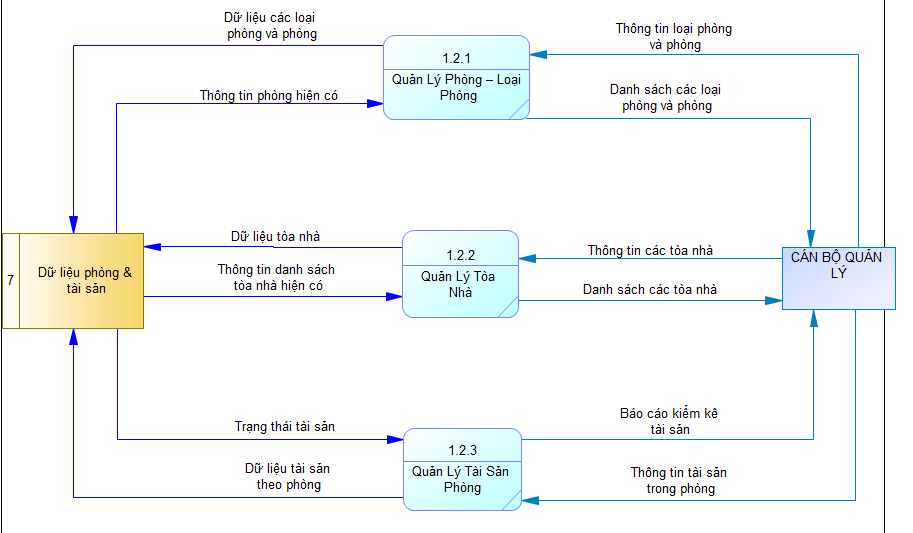 Dữ liệu các loại
phòng và phòng
Thông tin loại phòng
và phòng
1.2.1
Quản Lý Phòng – Loại
Phòng
Thông tin phòng hiện có
Danh sách các loại
phòng và phòng
7
Dữ liệu phòng &
tài sản
Dữ liệu tòa nhà
Thông tin danh sách
tòa nhà hiện có
1.2.2
Quản Lý Tòa
Nhà
Thông tin các tòa nhà
Danh sách các tòa nhà
CÁN BỘ QUẢN
LÝ
Trạng thái tài sản
Dữ liệu tài sản
theo phòng
1.2.3
Quản Lý Tài Sản
Phòng
Báo cáo kiểm kê
tài sản
Thông tin tài sản
trong phòng